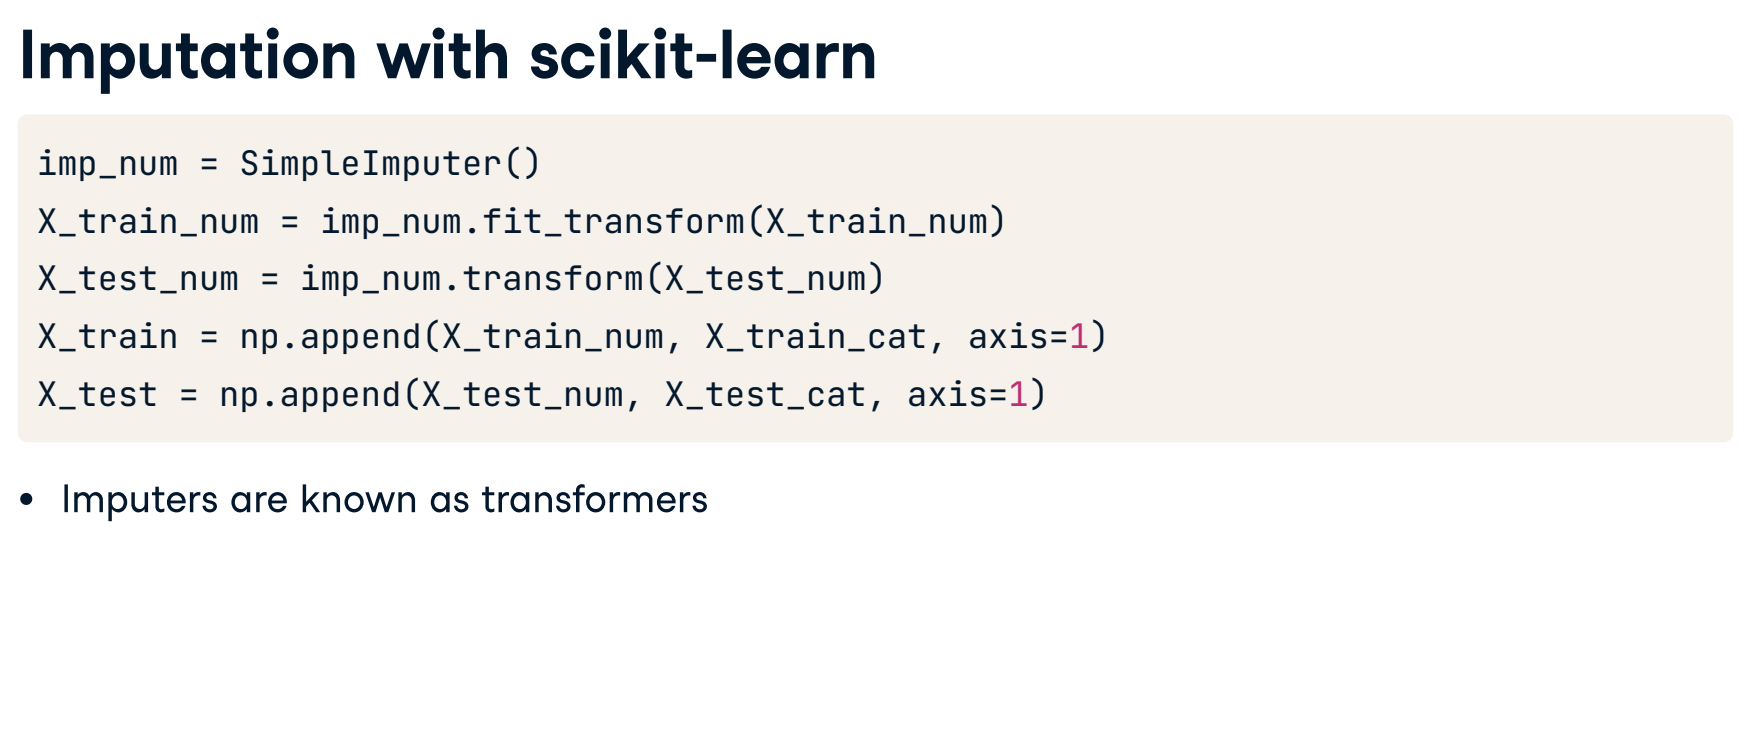 Imputation with scikit-learn
imp_num = SimpleImputer()
X_train_num = imp_num.fit_transform(X_train_num)
X_test_num = imp_num.transform(X_test_num)
X_train = np.append(X_train_num, X_train_cat, axis=1)
X_test = np.append(X_test_num, X_test_cat, axis=1)
• Imputers are known as transformers